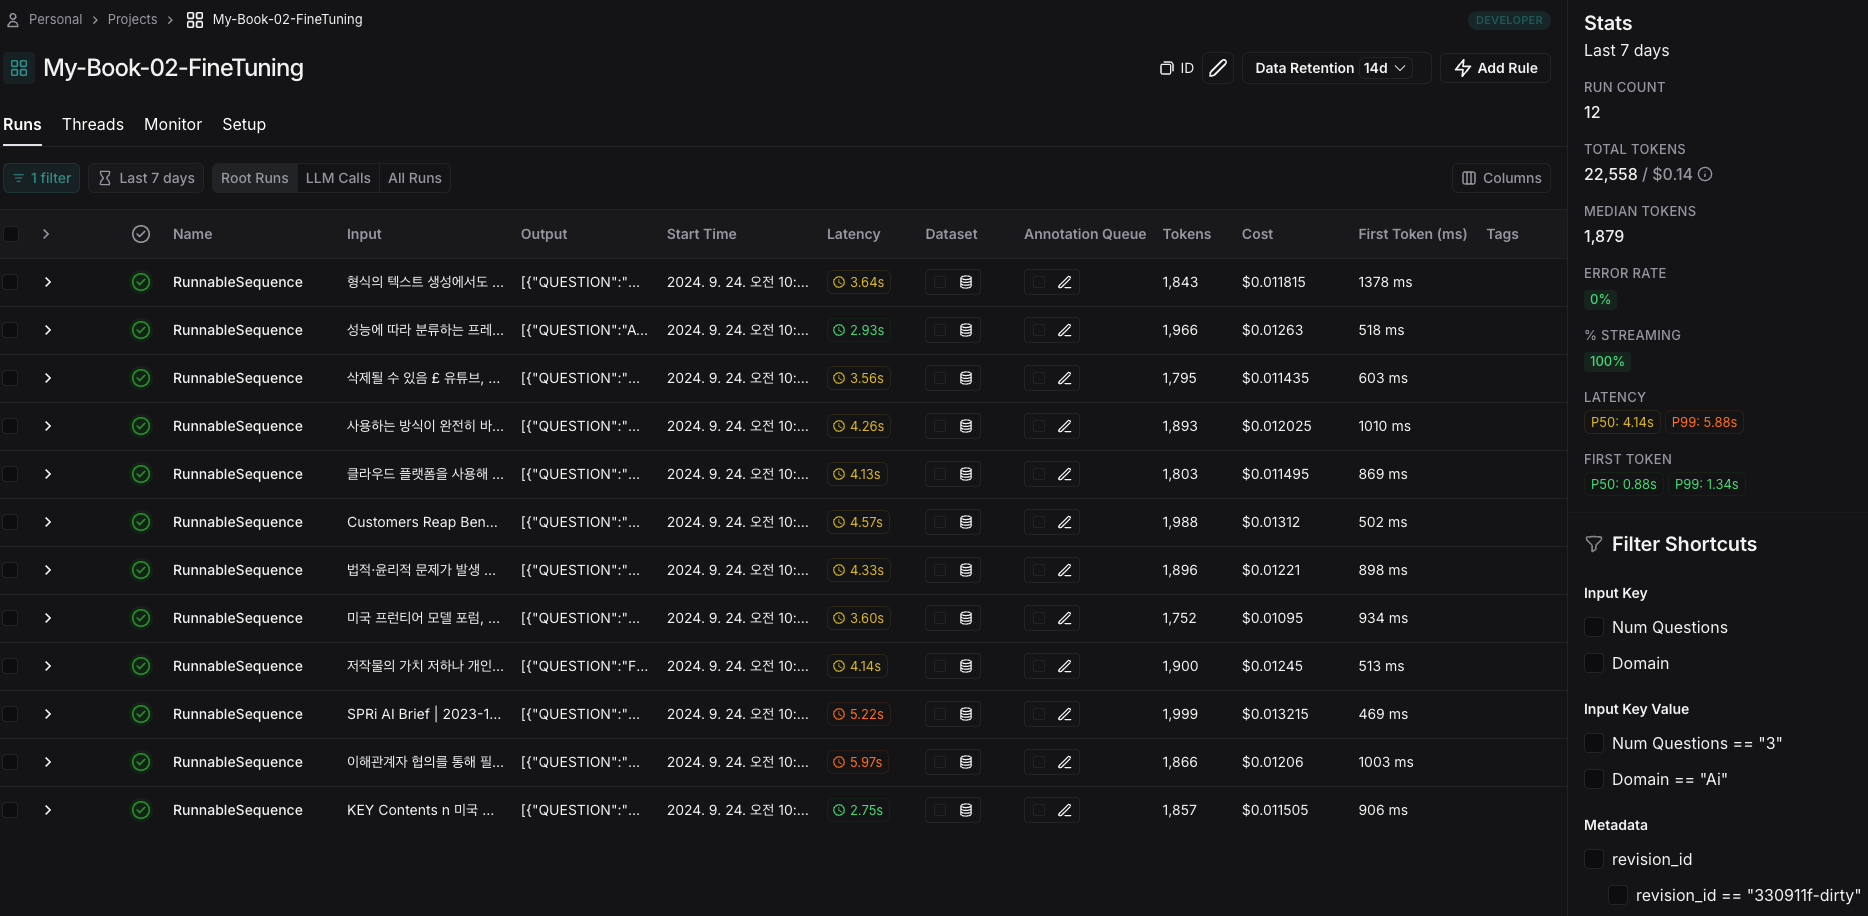 Personal > Projects > My-Book-02-FineTuning
DEVELOPER
My-Book-02-FineTuning
ID
Data Retention 14d
Add Rule
Runs Threads Monitor Setup
1 filter Last 7 days Root Runs LLM Calls All Runs Columns
Name Input Output Start Time Latency Dataset Annotation Queue Tokens Cost First Token (ms) Tags
RunnableSequence 형식의 텍스트 생성에서도 ... [{"QUESTION":"... 2024. 9. 24. 오전 10:... 3.64s 1,843 $0.011815 1378 ms
RunnableSequence 성능에 따라 분류하는 프레... [{"QUESTION":"A... 2024. 9. 24. 오전 10:... 2.93s 1,966 $0.01263 518 ms
RunnableSequence 삭제될 수 있음 £ 유튜브, ... [{"QUESTION":"... 2024. 9. 24. 오전 10:... 3.56s 1,795 $0.011435 603 ms
RunnableSequence 사용하는 방식이 완전히 바... [{"QUESTION":"... 2024. 9. 24. 오전 10:... 4.26s 1,893 $0.012025 1010 ms
RunnableSequence 클라우드 플랫폼을 사용해 ... [{"QUESTION":"... 2024. 9. 24. 오전 10:... 4.13s 1,803 $0.011495 869 ms
RunnableSequence Customers Reap Ben... [{"QUESTION":"... 2024. 9. 24. 오전 10:... 4.57s 1,988 $0.01312 502 ms
RunnableSequence 법적·윤리적 문제가 발생 ... [{"QUESTION":"... 2024. 9. 24. 오전 10:... 4.33s 1,896 $0.01221 898 ms
RunnableSequence 미국 프런티어 모델 포럼, ... [{"QUESTION":"... 2024. 9. 24. 오전 10:... 3.60s 1,752 $0.01095 934 ms
RunnableSequence 저작물의 가치 저하나 개인... [{"QUESTION":"F... 2024. 9. 24. 오전 10:... 4.14s 1,900 $0.01245 513 ms
RunnableSequence SPRi AI Brief | 2023-1... [{"QUESTION":"... 2024. 9. 24. 오전 10:... 5.22s 1,999 $0.013215 469 ms
RunnableSequence 이해관계자 협의를 통해 필... [{"QUESTION":"... 2024. 9. 24. 오전 10:... 5.97s 1,866 $0.01206 1003 ms
RunnableSequence KEY Contents n 미국 ... [{"QUESTION":"... 2024. 9. 24. 오전 10:... 2.75s 1,857 $0.011505 906 ms
Stats
Last 7 days
RUN COUNT
12
TOTAL TOKENS
22,558 / $0.14
MEDIAN TOKENS
1,879
ERROR RATE
0%
% STREAMING
100%
LATENCY
P50: 4.14s P99: 5.88s
FIRST TOKEN
P50: 0.88s P99: 1.34s
Filter Shortcuts
Input Key
Num Questions
Domain
Input Key Value
Num Questions == "3"
Domain == "Ai"
Metadata
revision_id
revision_id == "330911f-dirty"